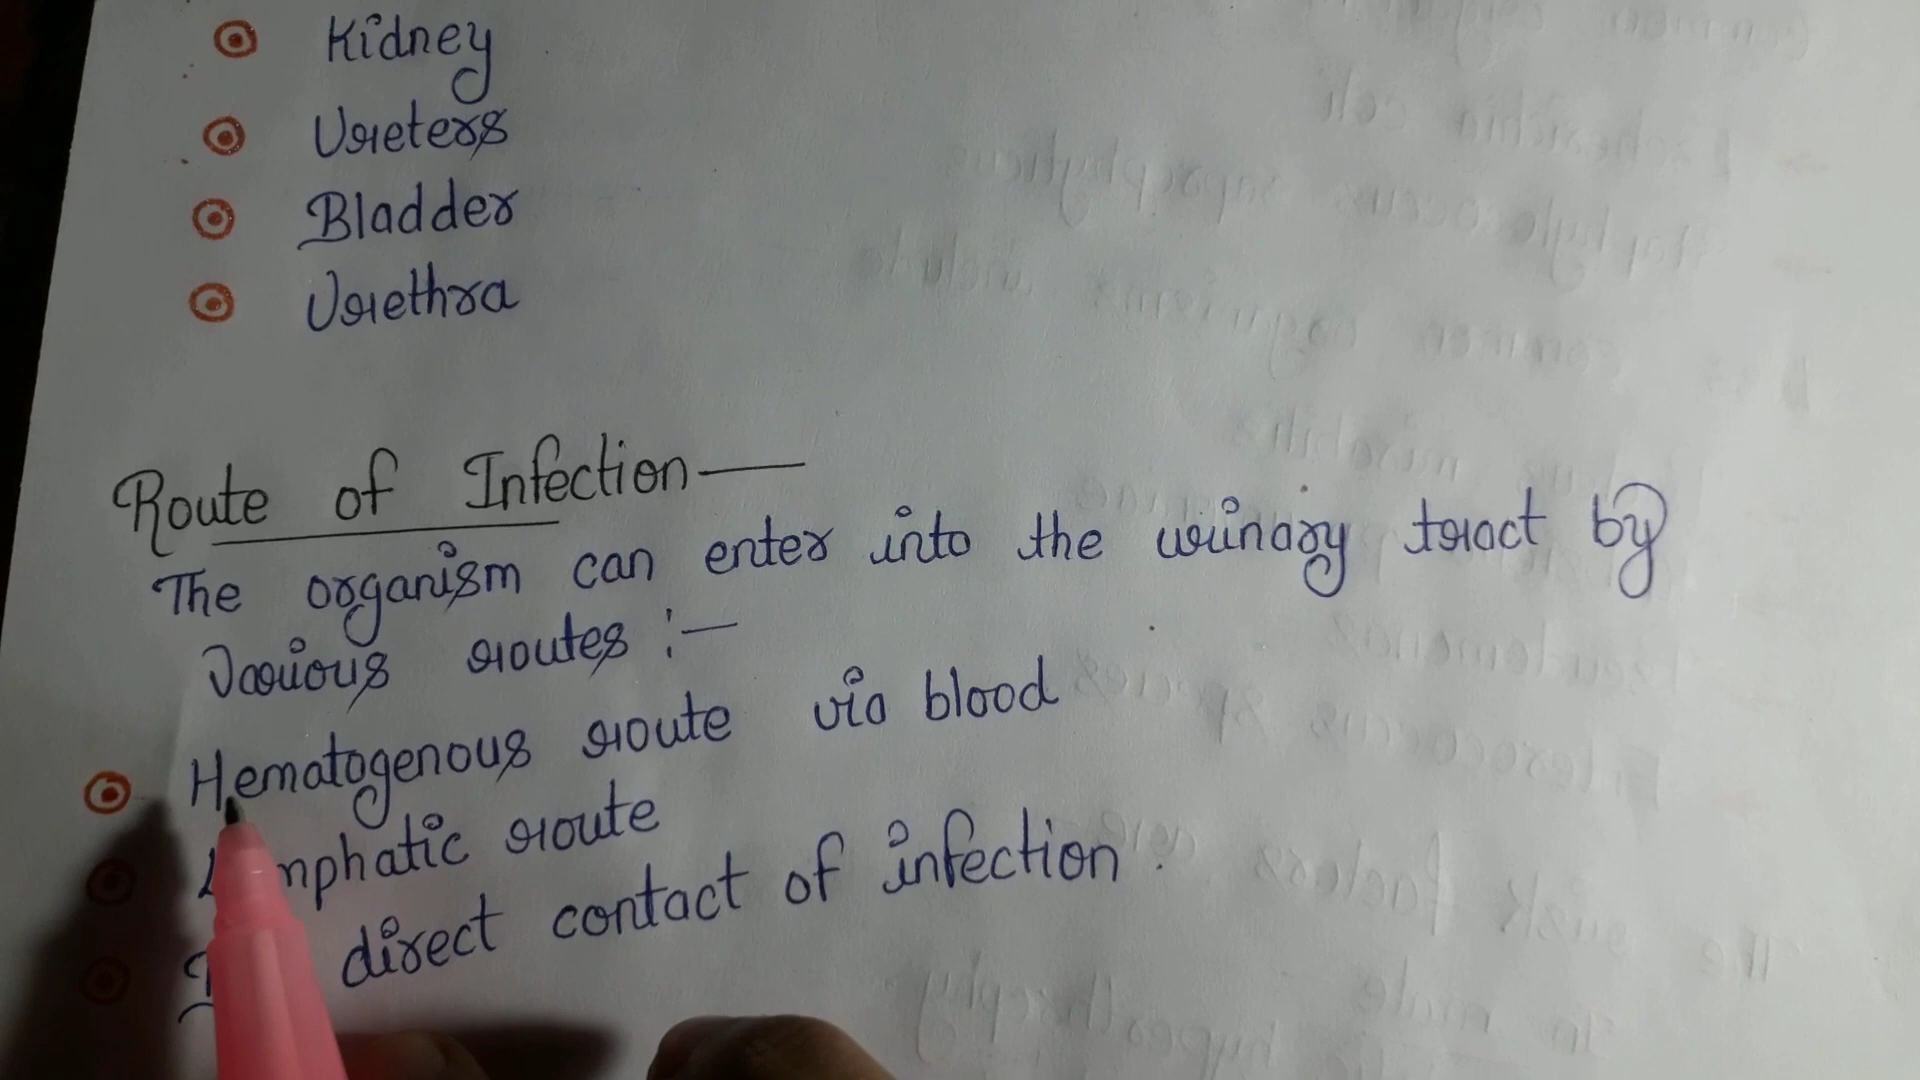 Kidney
Ureters
Bladder
Urethra
Route of Infection —
The organism can enter into the urinary tract by
Various routes :—
Hematogenous route via blood
Lymphatic route
direct contact of infection.